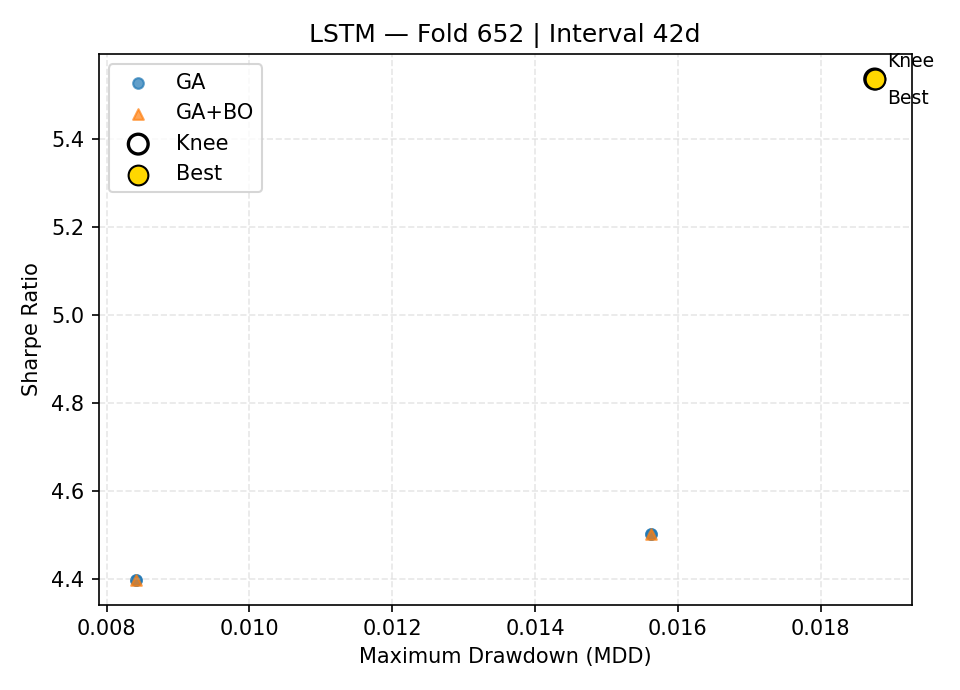 LSTM — Fold 652 | Interval 42d
GA
GA+BO
Knee
Best
Knee
Best
5.4
5.2
5.0
4.8
4.6
4.4
Sharpe Ratio
0.008
0.010
0.012
0.014
0.016
0.018
Maximum Drawdown (MDD)